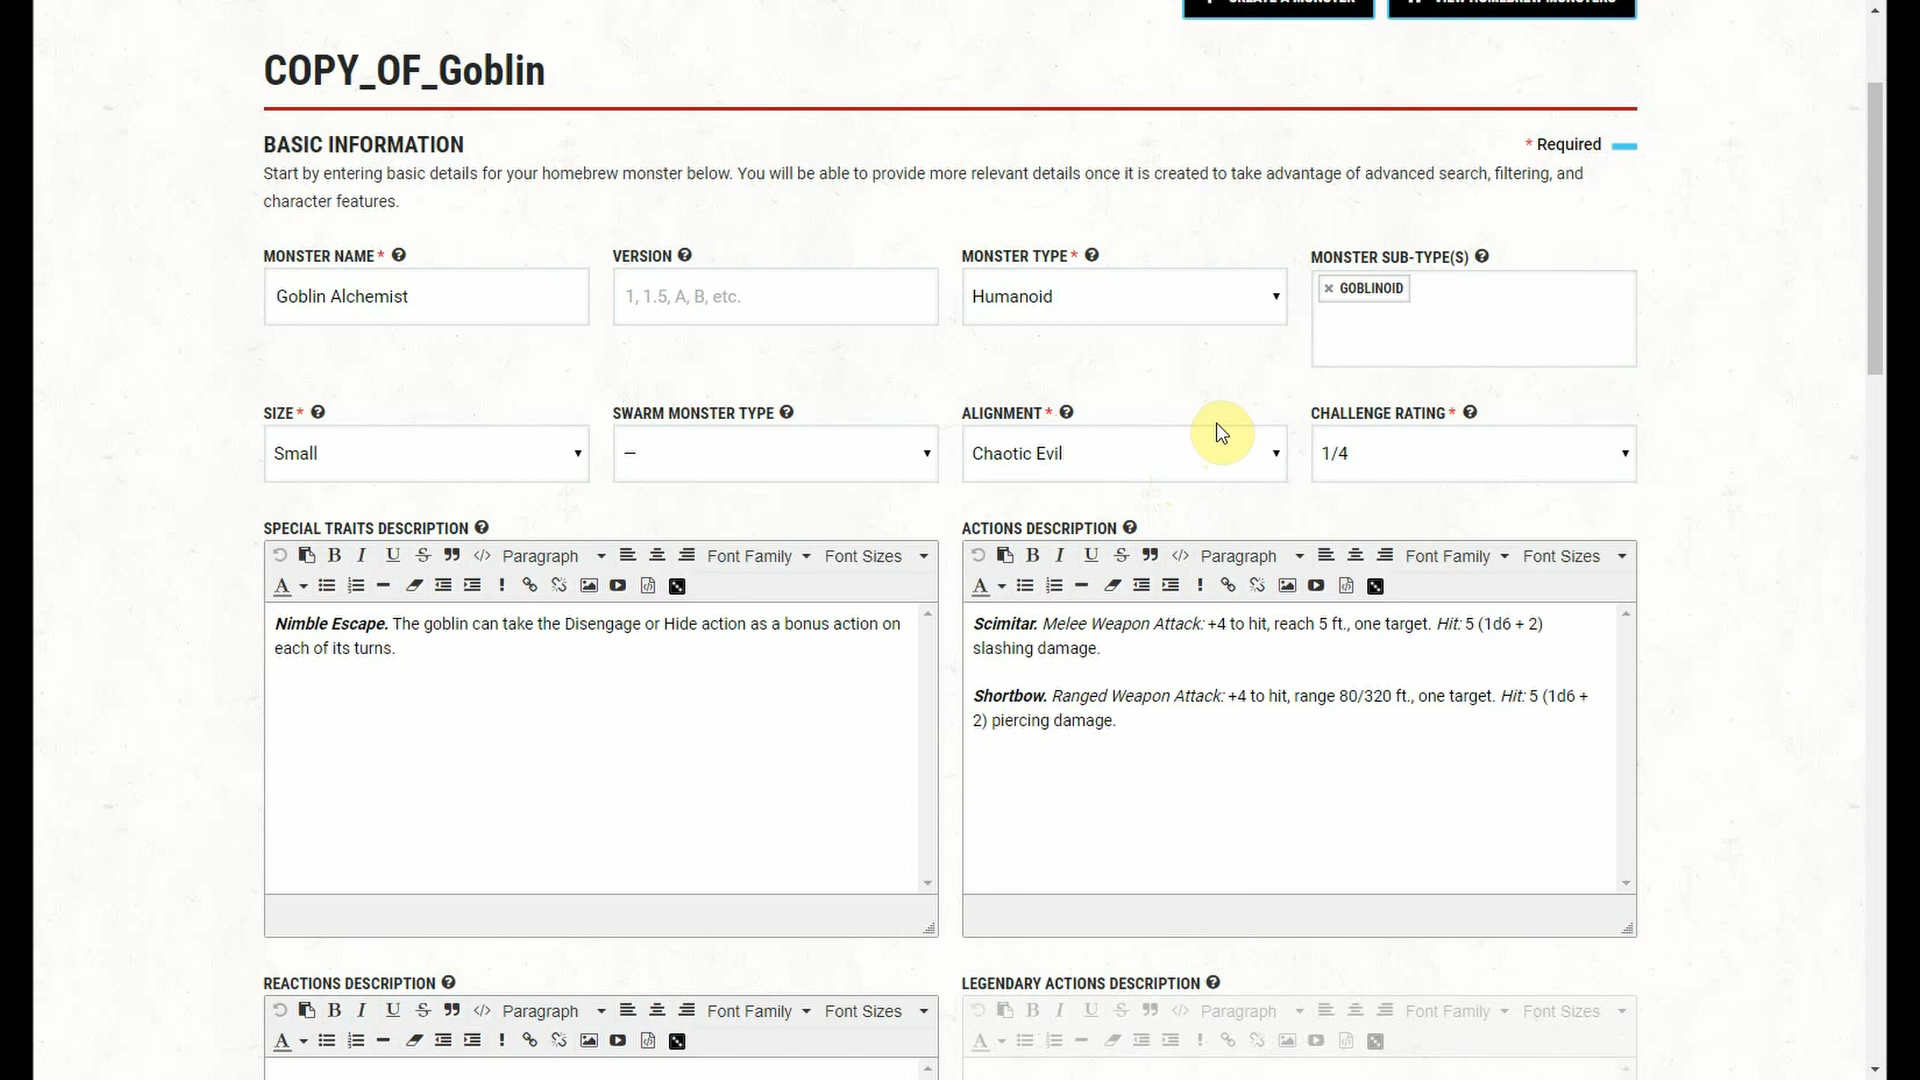 CREATE A MONSTER
VIEW HOMEBREW MONSTERS
COPY_OF_Goblin
BASIC INFORMATION
* Required
Start by entering basic details for your homebrew monster below. You will be able to provide more relevant details once it is created to take advantage of advanced search, filtering, and
character features.
MONSTER NAME *
VERSION
MONSTER TYPE *
MONSTER SUB-TYPE(S)
Goblin Alchemist
1, 1.5, A, B, etc.
Humanoid
× GOBLINOID
SIZE *
SWARM MONSTER TYPE
ALIGNMENT *
CHALLENGE RATING *
Small
—
Chaotic Evil
1/4
SPECIAL TRAITS DESCRIPTION
ACTIONS DESCRIPTION
B I U S Paragraph Font Family Font Sizes
A
B I U S Paragraph Font Family Font Sizes
A
Nimble Escape. The goblin can take the Disengage or Hide action as a bonus action on
each of its turns.
Scimitar. Melee Weapon Attack: +4 to hit, reach 5 ft., one target. Hit: 5 (1d6 + 2)
slashing damage.
Shortbow. Ranged Weapon Attack: +4 to hit, range 80/320 ft., one target. Hit: 5 (1d6 +
2) piercing damage.
REACTIONS DESCRIPTION
LEGENDARY ACTIONS DESCRIPTION
B I U S Paragraph Font Family Font Sizes
A
B I U S Paragraph Font Family Font Sizes
A